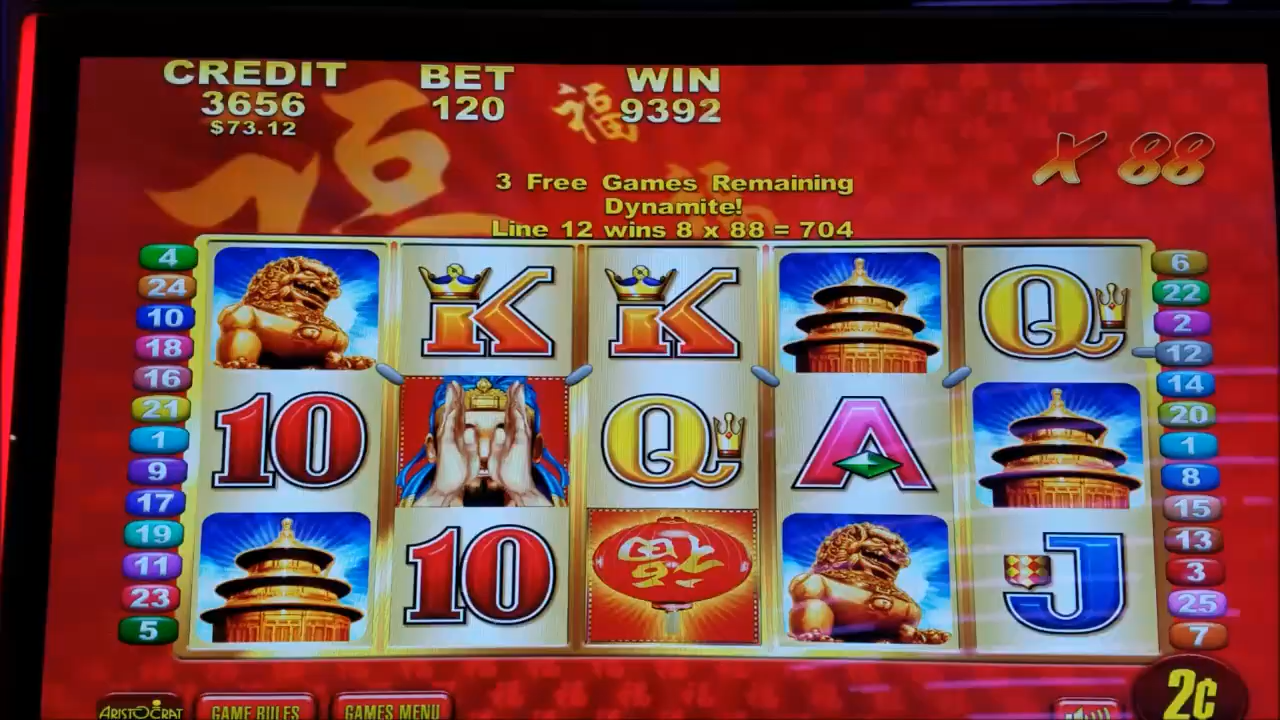 CREDIT BET WIN
3656 120 福 9392
$73.12
X 88
3 Free Games Remaining
Dynamite!
Line 12 wins 8 x 88 = 704
4 6
24 22
10 K K Q 2
18 12
16 14
21 20
1 10 Q A 1
9 8
17 15
19 13
11 10 福 J 3
23 25
5 7
ARISTOCRAT GAME RULES GAMES MENU 2¢